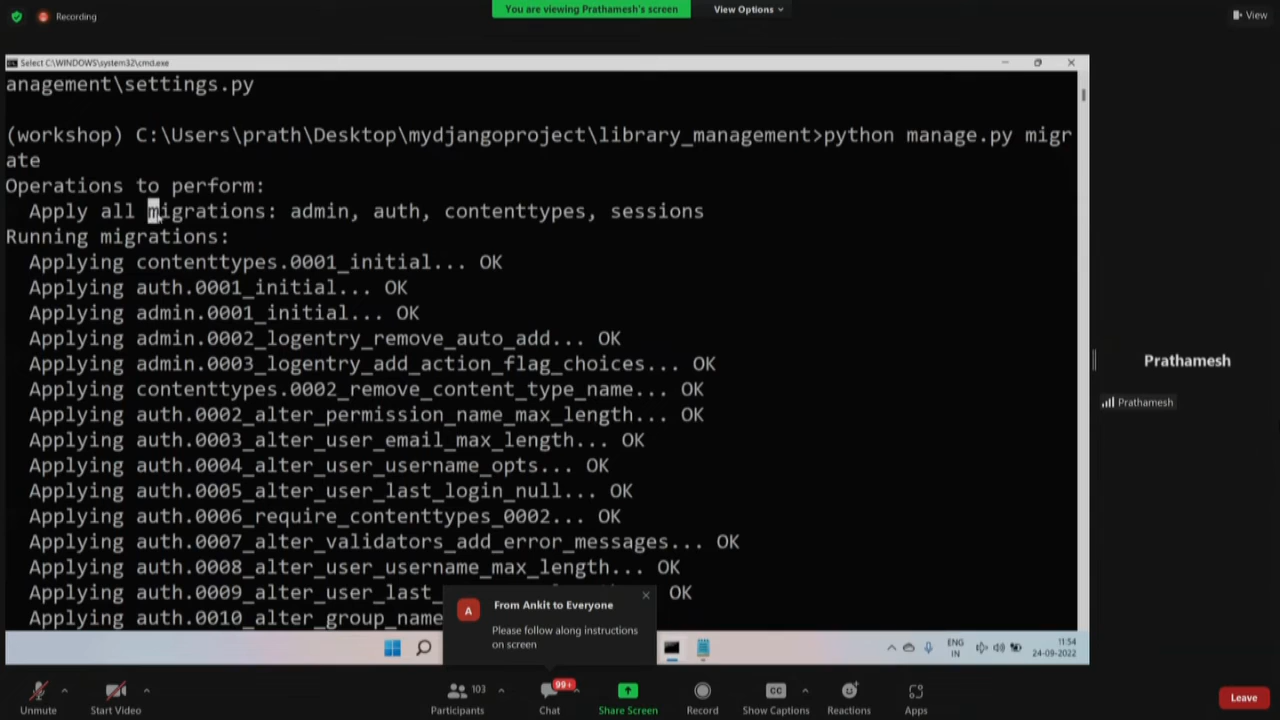 Recording
You are viewing Prathamesh's screen
View Options
View
Select C:\WINDOWS\system32\cmd.exe
anagement\settings.py
(workshop) C:\Users\prath\Desktop\mydjangoproject\library_management>python manage.py migr
ate
Operations to perform:
Apply all migrations: admin, auth, contenttypes, sessions
Running migrations:
Applying contenttypes.0001_initial... OK
Applying auth.0001_initial... OK
Applying admin.0001_initial... OK
Applying admin.0002_logentry_remove_auto_add... OK
Applying admin.0003_logentry_add_action_flag_choices... OK
Applying contenttypes.0002_remove_content_type_name... OK
Applying auth.0002_alter_permission_name_max_length... OK
Applying auth.0003_alter_user_email_max_length... OK
Applying auth.0004_alter_user_username_opts... OK
Applying auth.0005_alter_user_last_login_null... OK
Applying auth.0006_require_contenttypes_0002... OK
Applying auth.0007_alter_validators_add_error_messages... OK
Applying auth.0008_alter_user_username_max_length... OK
Applying auth.0009_alter_user_last_ OK
Applying auth.0010_alter_group_name
Prathamesh
Prathamesh
A
From Ankit to Everyone
Please follow along instructions
on screen
ENG
IN
11:54
24-09-2022
Unmute
Start Video
Participants
103
Chat
99+
Share Screen
Record
CC
Show Captions
Reactions
Apps
Leave